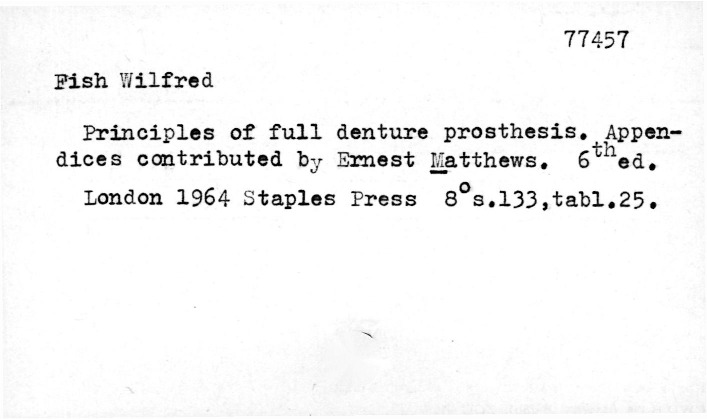 77457
Fish Wilfred
Principles of full denture prosthesis. Appen-
dices contributed by Ernest Matthews. 6th ed.
London 1964 Staples Press 8° s.133,tabl.25.